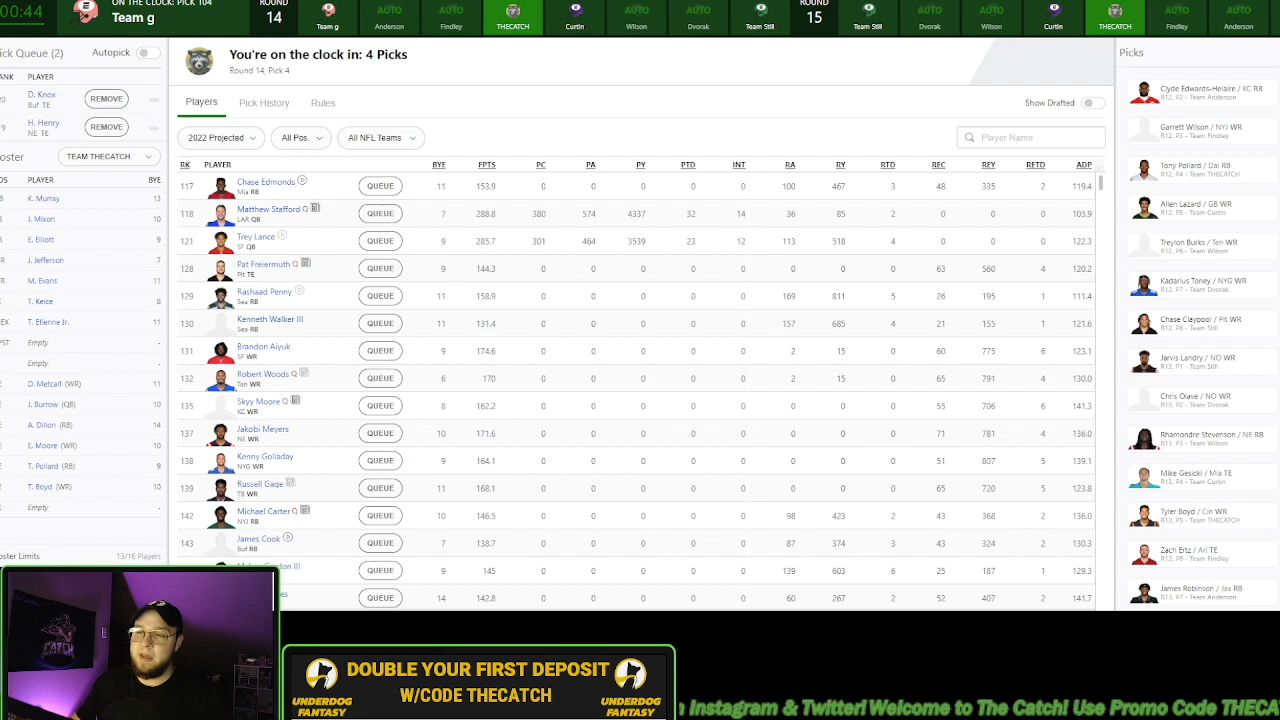 00:44
ON THE CLOCK: PICK 104
Team g
ROUND
14
Team g
AUTO
Anderson
AUTO
Findley
THECATCH
Curtin
AUTO
Wilson
AUTO
Dvorak
Team Still
ROUND
15
Team Still
AUTO
Dvorak
AUTO
Wilson
Curtin
THECATCH
AUTO
Findley
AUTO
Anderson
ick Queue (2)
Autopick
ANK PLAYER
20 D. Knox
Buf TE
REMOVE
9 H. Henry
NE TE
REMOVE
oster
TEAM THECATCH
OS PLAYER BYE
B K. Murray 13
B J. Mixon 10
B E. Elliott 9
R J. Jefferson 7
R M. Evans 11
E T. Kelce 8
EX T. Etienne Jr. 11
ST Empty -
E Empty -
E D. Metcalf (WR) 11
E J. Burrow (QB) 10
E A. Dillon (RB) 14
E E. Moore (WR) 10
E T. Pollard (RB) 9
E T. Boyd (WR) 10
E Empty -
oster Limits 13/16 Players
You're on the clock in: 4 Picks
Round 14, Pick 4
Players Pick History Rules
Show Drafted
2022 Projected All Pos. All NFL Teams
Player Name
RK PLAYER BYE FPTS PC PA PY PTD INT RA RY RTD REC REY RETD ADP
117 Chase Edmonds Mia RB QUEUE 11 153.9 0 0 0 0 0 100 467 3 48 335 2 119.4
118 Matthew Stafford Q LAR QB QUEUE 7 288.8 380 574 4337 32 14 36 85 2 0 0 0 103.9
121 Trey Lance SF QB QUEUE 9 285.7 301 464 3539 23 12 113 518 4 0 0 0 122.3
128 Pat Freiermuth Q Pit TE QUEUE 9 144.3 0 0 0 0 0 0 0 0 63 560 4 120.2
129 Rashaad Penny Sea RB QUEUE 11 158.9 0 0 0 0 0 169 811 5 26 195 1 111.4
130 Kenneth Walker III Sea RB QUEUE 11 131.4 0 0 0 0 0 157 685 4 21 155 1 121.6
131 Brandon Aiyuk SF WR QUEUE 9 174.6 0 0 0 0 0 2 15 0 60 775 6 123.1
132 Robert Woods Q Ten WR QUEUE 6 170 0 0 0 0 0 2 15 0 65 791 4 130.0
135 Skyy Moore Q KC WR QUEUE 8 162.2 0 0 0 0 0 0 0 0 55 706 6 141.3
137 Jakobi Meyers NE WR QUEUE 10 171.6 0 0 0 0 0 0 0 0 71 781 4 136.0
138 Kenny Golladay NYG WR QUEUE 9 164.1 0 0 0 0 0 0 0 0 51 807 5 139.1
139 Russell Gage TB WR QUEUE 11 168.1 0 0 0 0 0 0 0 0 65 720 5 123.8
142 Michael Carter Q NYJ RB QUEUE 10 146.5 0 0 0 0 0 98 423 2 43 368 2 136.0
143 James Cook Buf RB QUEUE 7 138.7 0 0 0 0 0 87 374 3 43 324 2 130.3
QUEUE 145 0 0 0 0 0 139 603 6 25 187 1 129.3
QUEUE 14 142.8 0 0 0 0 0 60 267 2 52 407 2 141.7
Picks
Clyde Edwards-Helaire / KC RB
R12, P2 - Team Anderson
Garrett Wilson / NYJ WR
R12, P3 - Team Findley
Tony Pollard / Dal RB
R12, P4 - Team THECATCH
Allen Lazard / GB WR
R12, P5 - Team Curtin
Treylon Burks / Ten WR
R12, P6 - Team Wilson
Kadarius Toney / NYG WR
R12, P7 - Team Dvorak
Chase Claypool / Pit WR
R12, P8 - Team Still
Jarvis Landry / NO WR
R13, P1 - Team Still
Chris Olave / NO WR
R13, P2 - Team Dvorak
Rhamondre Stevenson / NE RB
R13, P3 - Team Wilson
Mike Gesicki / Mia TE
R13, P4 - Team Curtin
Tyler Boyd / Cin WR
R13, P5 - Team THECATCH
Zach Ertz / Ari TE
R13, P6 - Team Findley
James Robinson / Jax RB
R13, P7 - Team Anderson
DOUBLE YOUR FIRST DEPOSIT
W/CODE THECATCH
UNDERDOG
FANTASY
UNDERDOG
FANTASY
n Instagram & Twitter! Welcome to The Catch! Use Promo Code THECA